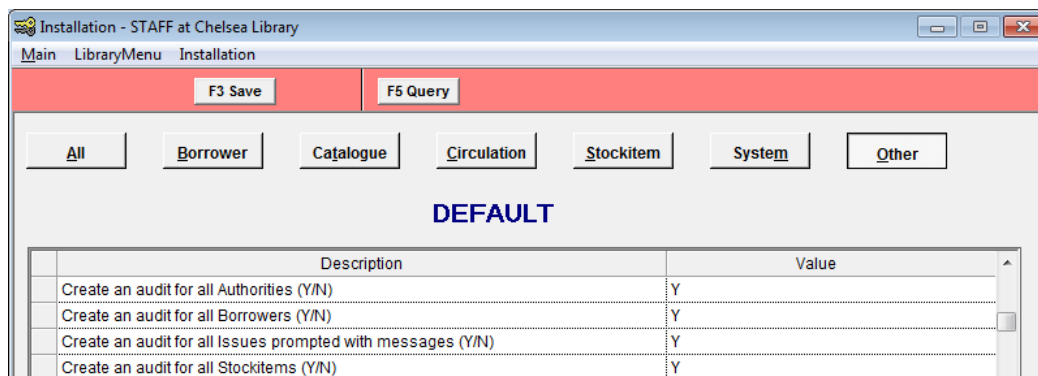 Installation - STAFF at Chelsea Library
Main LibraryMenu Installation
F3 Save F5 Query
All Borrower Catalogue Circulation Stockitem System Other
DEFAULT
Description Value
Create an audit for all Authorities (Y/N) Y
Create an audit for all Borrowers (Y/N) Y
Create an audit for all Issues prompted with messages (Y/N) Y
Create an audit for all Stockitems (Y/N) Y